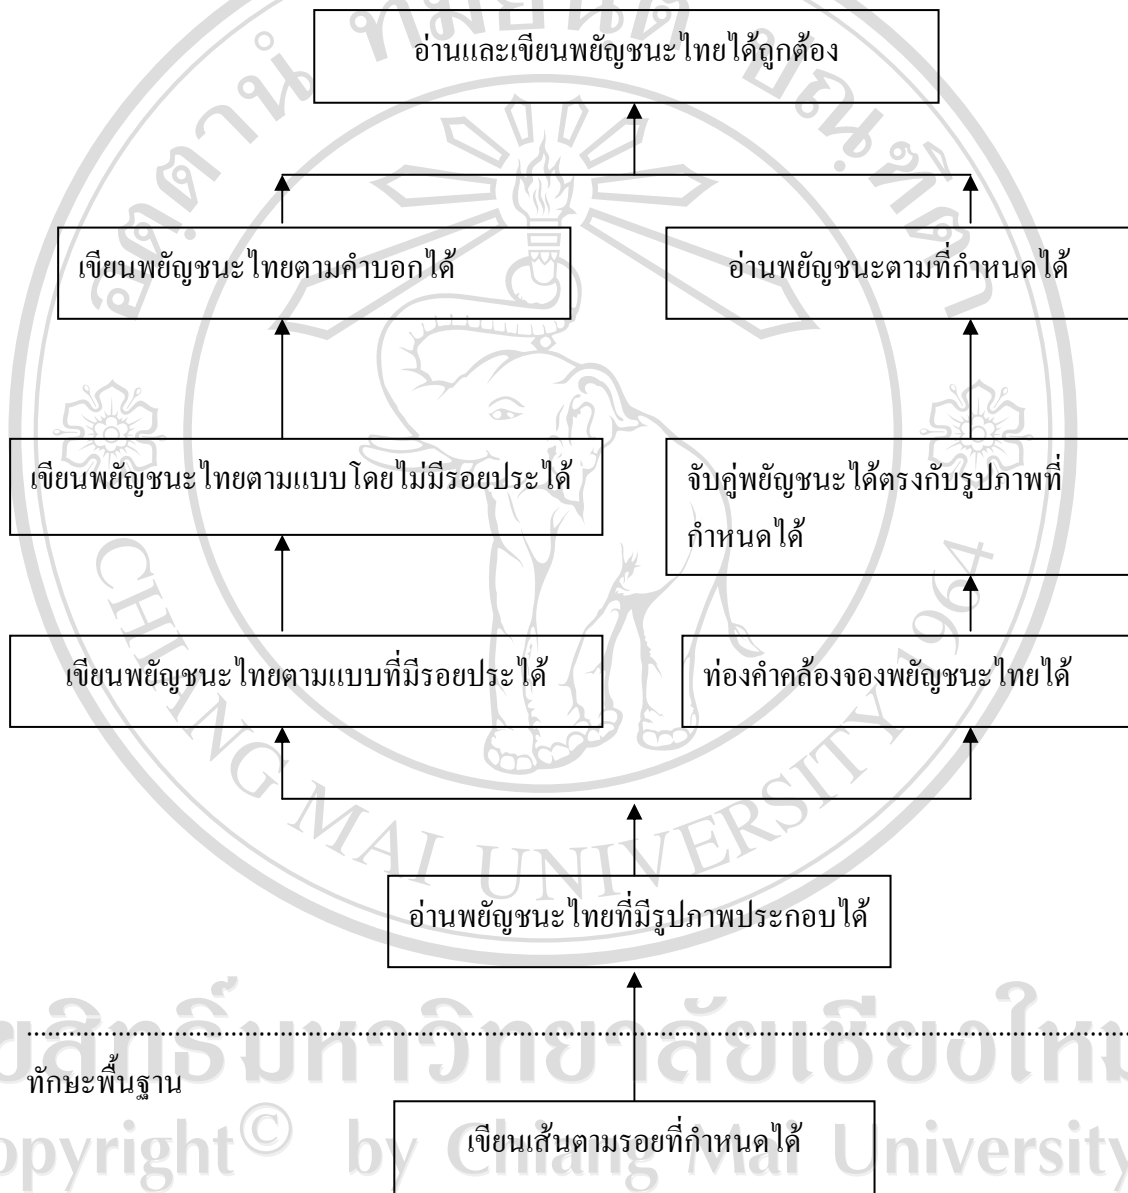 อ่านและเขียนพยัญชนะไทยได้ถูกต้อง
เขียนพยัญชนะไทยตามคำบอกได้
อ่านพยัญชนะตามที่กำหนดได้
เขียนพยัญชนะไทยตามแบบโดยไม่มีรอยประได้
จับคู่พยัญชนะได้ตรงกับรูปภาพที่
กำหนดได้
เขียนพยัญชนะไทยตามแบบที่มีรอยประได้
ท่องคำคล้องจองพยัญชนะไทยได้
อ่านพยัญชนะไทยที่มีรูปภาพประกอบได้
ทักษะพื้นฐาน
เขียนเส้นตามรอยที่กำหนดได้
CHIANG MAI UNIVERSITY 1964
by Chiang Mai University